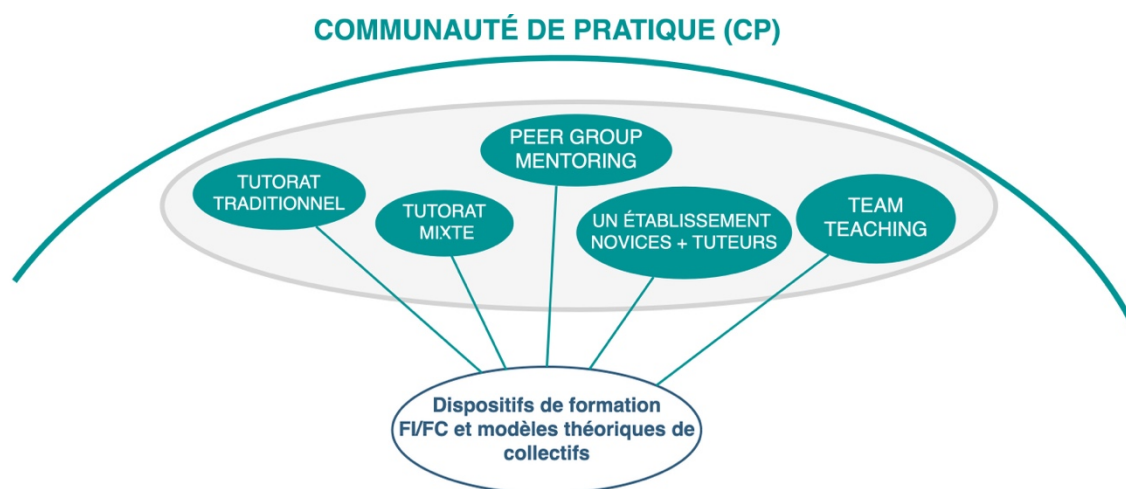 COMMUNAUTÉ DE PRATIQUE (CP)
PEER GROUP
MENTORING
TUTORAT
TRADITIONNEL
TUTORAT
MIXTE
UN ÉTABLISSEMENT
NOVICES + TUTEURS
TEAM
TEACHING
Dispositifs de formation
FI/FC et modèles théoriques de
collectifs